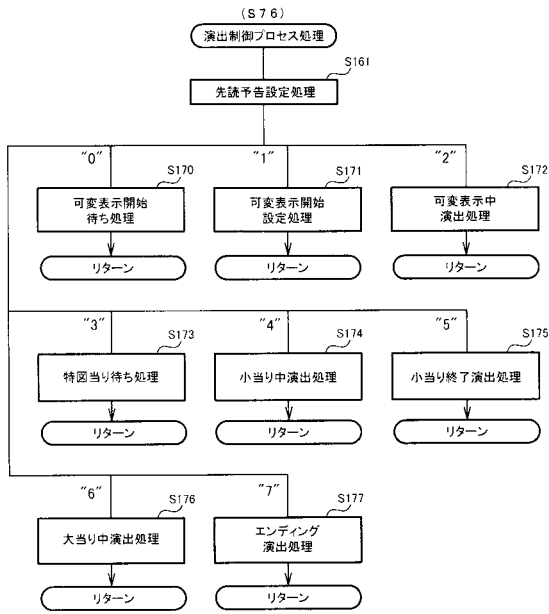 (S76)
演出制御プロセス処理
S161
先読予告設定処理
"0"
"1"
"2"
S170
S171
S172
可変表示開始
待ち処理
可変表示開始
設定処理
可変表示中
演出処理
リターン
リターン
リターン
"3"
"4"
"5"
S173
S174
S175
特図当り待ち処理
小当り中演出処理
小当り終了演出処理
リターン
リターン
リターン
"6"
"7"
S176
S177
大当り中演出処理
エンディング
演出処理
リターン
リターン